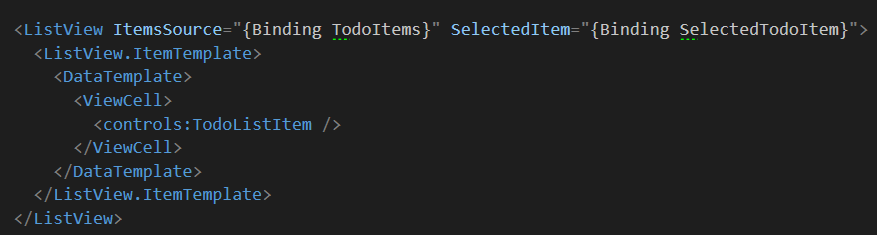 <ListView ItemsSource="{Binding TodoItems}" SelectedItem="{Binding SelectedTodoItem}">
  <ListView.ItemTemplate>
    <DataTemplate>
      <ViewCell>
        <controls:TodoListItem />
      </ViewCell>
    </DataTemplate>
  </ListView.ItemTemplate>
</ListView>